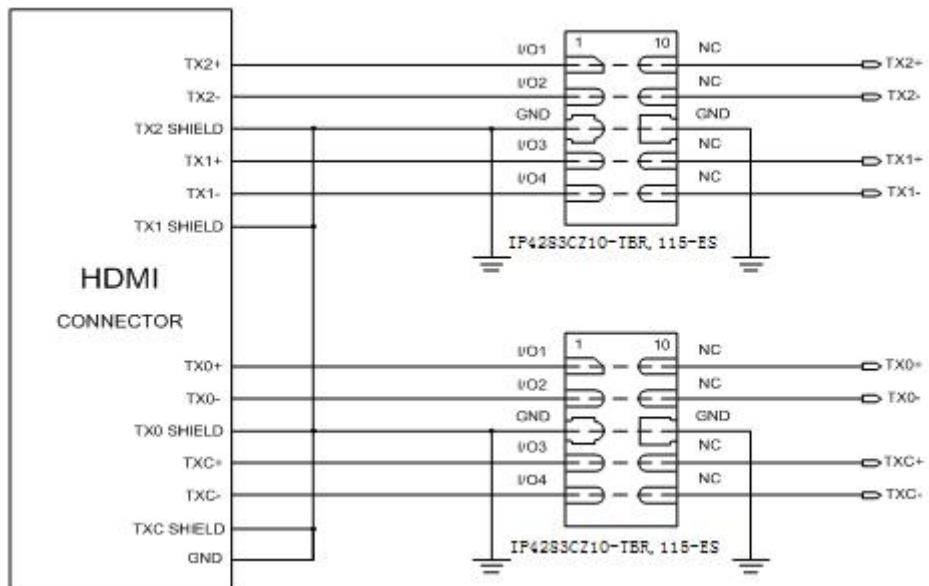 I/O1 1 10 NC
TX2+ TX2+
I/O2 NC
TX2- TX2-
GND GND
TX2 SHIELD
I/O3 NC
TX1+ TX1+
I/O4 NC
TX1- TX1-
TX1 SHIELD
IP4283CZ10-TBR, 115-ES
HDMI
CONNECTOR
I/O1 1 10 NC
TX0+ TX0+
I/O2 NC
TX0- TX0-
GND GND
TX0 SHIELD
I/O3 NC
TXC+ TXC+
I/O4 NC
TXC- TXC-
TXC SHIELD
IP4283CZ10-TBR, 115-ES
GND